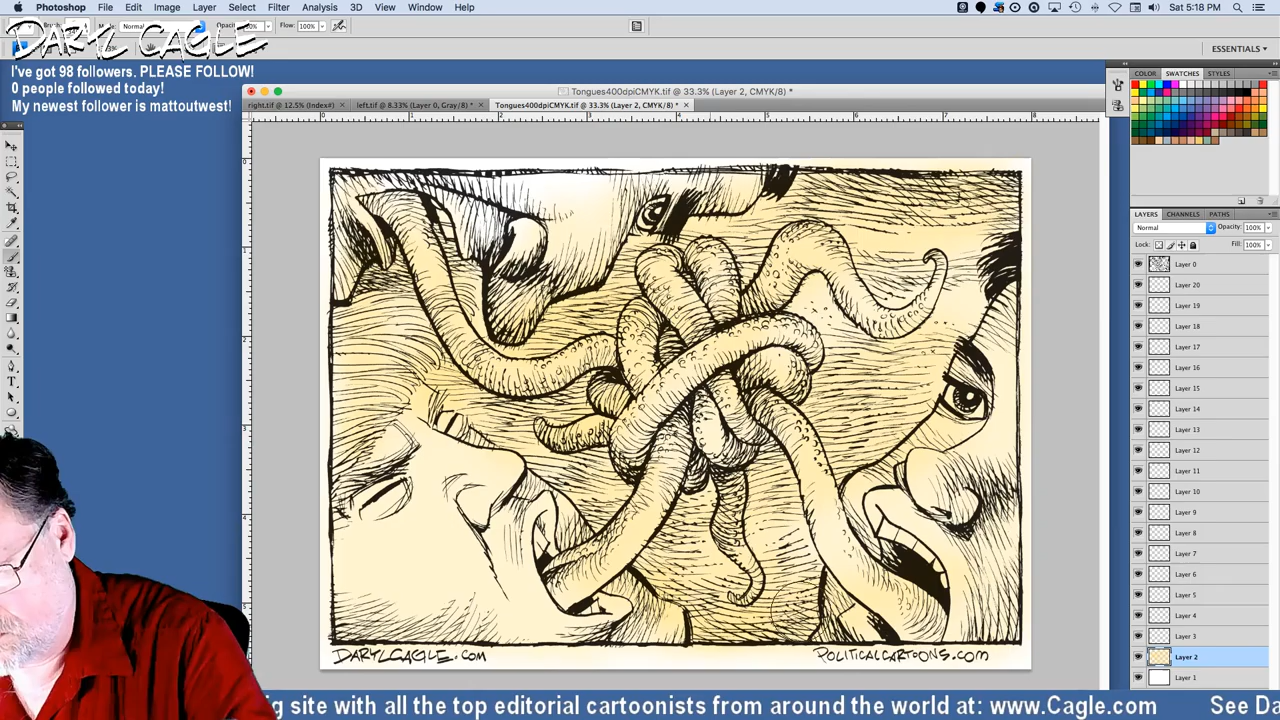 Photoshop File Edit Image Layer Select Filter Analysis 3D View Window Help Sat 5:18 PM
Mode: Normal Opacity: 100% Flow: 100%
DARYL CAGLE
ESSENTIALS
I've got 98 followers. PLEASE FOLLOW!
0 people followed today!
My newest follower is mattoutwest!
Tongues400dpiCMYK.tif @ 33.3% (Layer 2, CMYK/8) *
right.tif @ 12.5% (Index#) left.tif @ 8.33% (Layer 0, Gray/8) * Tongues400dpiCMYK.tif @ 33.3% (Layer 2, CMYK/8) *
COLOR SWATCHES STYLES
LAYERS CHANNELS PATHS
Normal Opacity: 100%
Lock: Fill: 100%
Layer 0
Layer 20
Layer 19
Layer 18
Layer 17
Layer 16
Layer 15
Layer 14
Layer 13
Layer 12
Layer 11
Layer 10
Layer 9
Layer 8
Layer 7
Layer 6
Layer 5
Layer 4
Layer 3
Layer 2
Layer 1
DARYLCAGLE.COM
POLITICALCARTOONS.COM
g site with all the top editorial cartoonists from around the world at: www.Cagle.com See Da